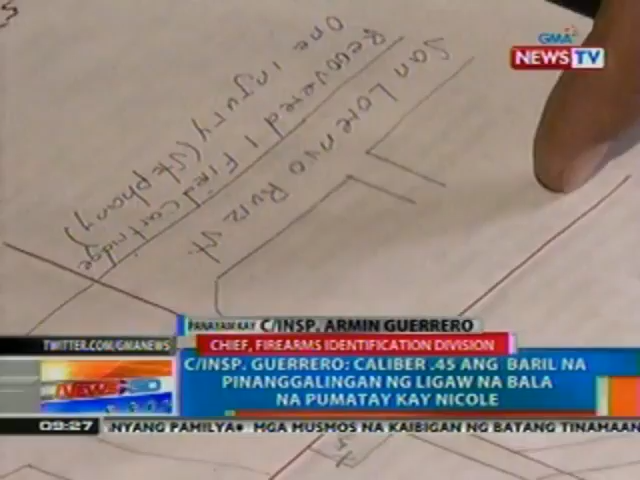 GMA
NEWS TV
One injury (Stephany)
Recovered 1 fired cartridge
San Lorenzo Ruiz St.
PANAYAM KAY C/INSP. ARMIN GUERRERO
CHIEF, FIREARMS IDENTIFICATION DIVISION
TWITTER.COM/GMANEWS
C/INSP. GUERRERO: CALIBER .45 ANG BARIL NA
PINANGGALINGAN NG LIGAW NA BALA
NA PUMATAY KAY NICOLE
NEWS
09:27
NYANG PAMILYA • MGA MUSMOS NA KAIBIGAN NG BATANG TINAMAAN